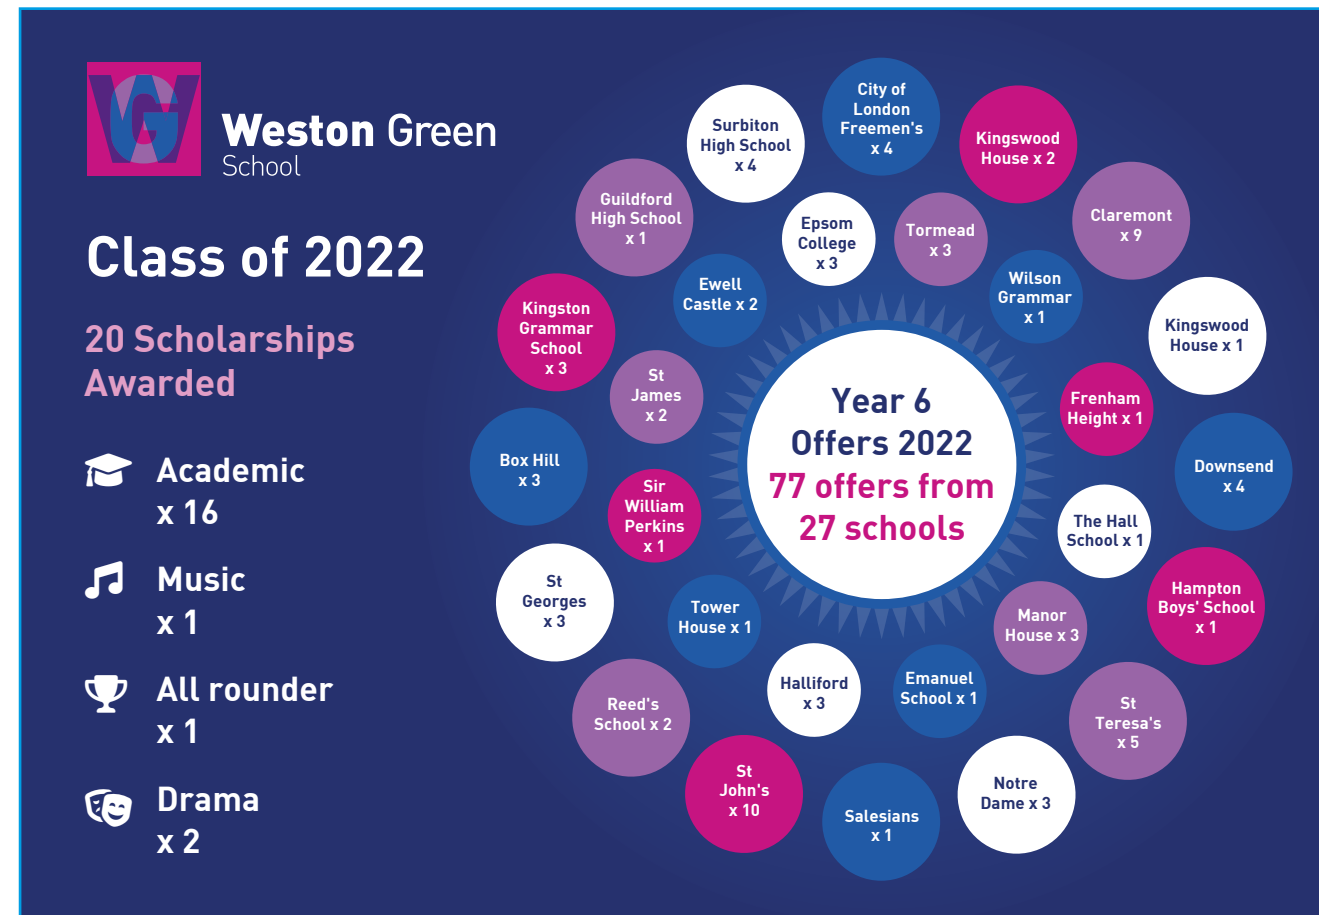 Weston Green
School
Class of 2022
20 Scholarships
Awarded
Academic
x 16
Music
x 1
All rounder
x 1
Drama
x 2
Year 6
Offers 2022
77 offers from
27 schools
City of
London
Freemen's
x 4
Kingswood
House x 2
Claremont
x 9
Kingswood
House x 1
Downsend
x 4
Hampton
Boys' School
x 1
St
Teresa's
x 5
Notre
Dame x 3
Salesians
x 1
St
John's
x 10
Reed's
School x 2
St
Georges
x 3
Box Hill
x 3
Kingston
Grammar
School
x 3
Guildford
High School
x 1
Surbiton
High School
x 4
Epsom
College
x 3
Tormead
x 3
Wilson
Grammar
x 1
Frenham
Height x 1
The Hall
School x 1
Manor
House x 3
Emanuel
School x 1
Halliford
x 3
Tower
House x 1
Sir
William
Perkins
x 1
St
James
x 2
Ewell
Castle x 2